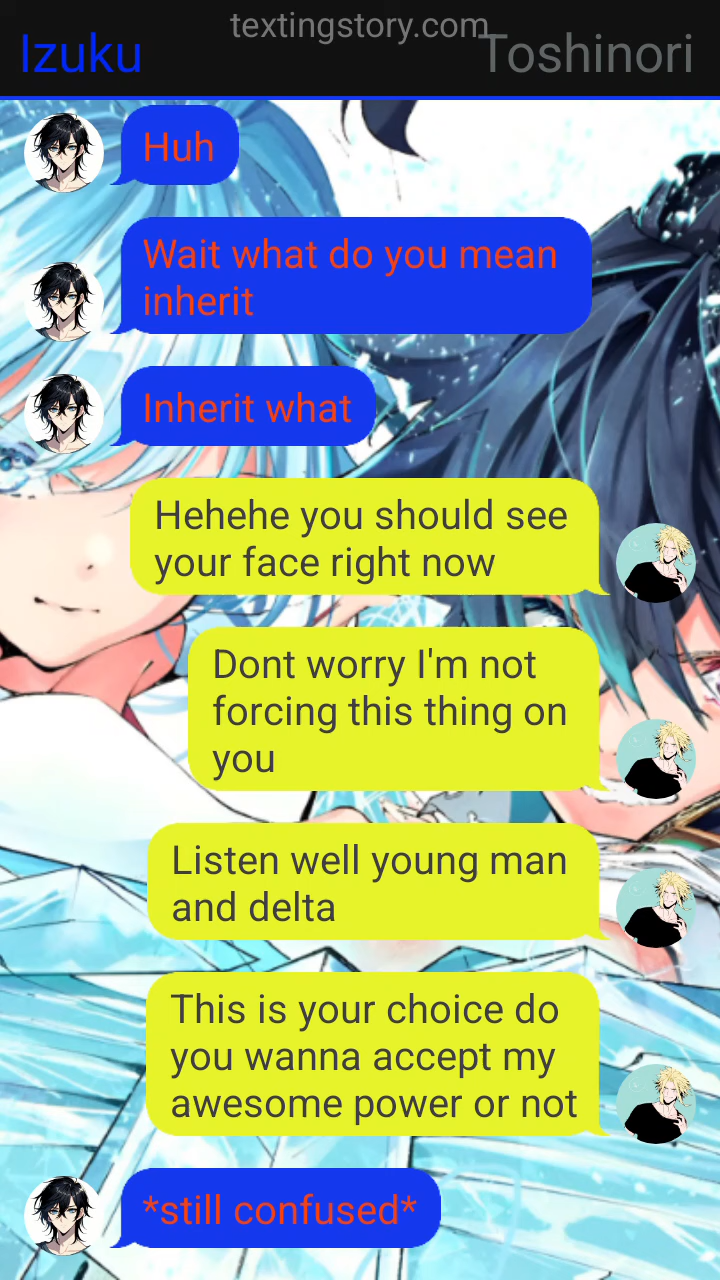 textingstory.com
Izuku
Toshinori
Huh
Wait what do you mean
inherit
Inherit what
Hehehe you should see
your face right now
Dont worry I'm not
forcing this thing on
you
Listen well young man
and delta
This is your choice do
you wanna accept my
awesome power or not
*still confused*